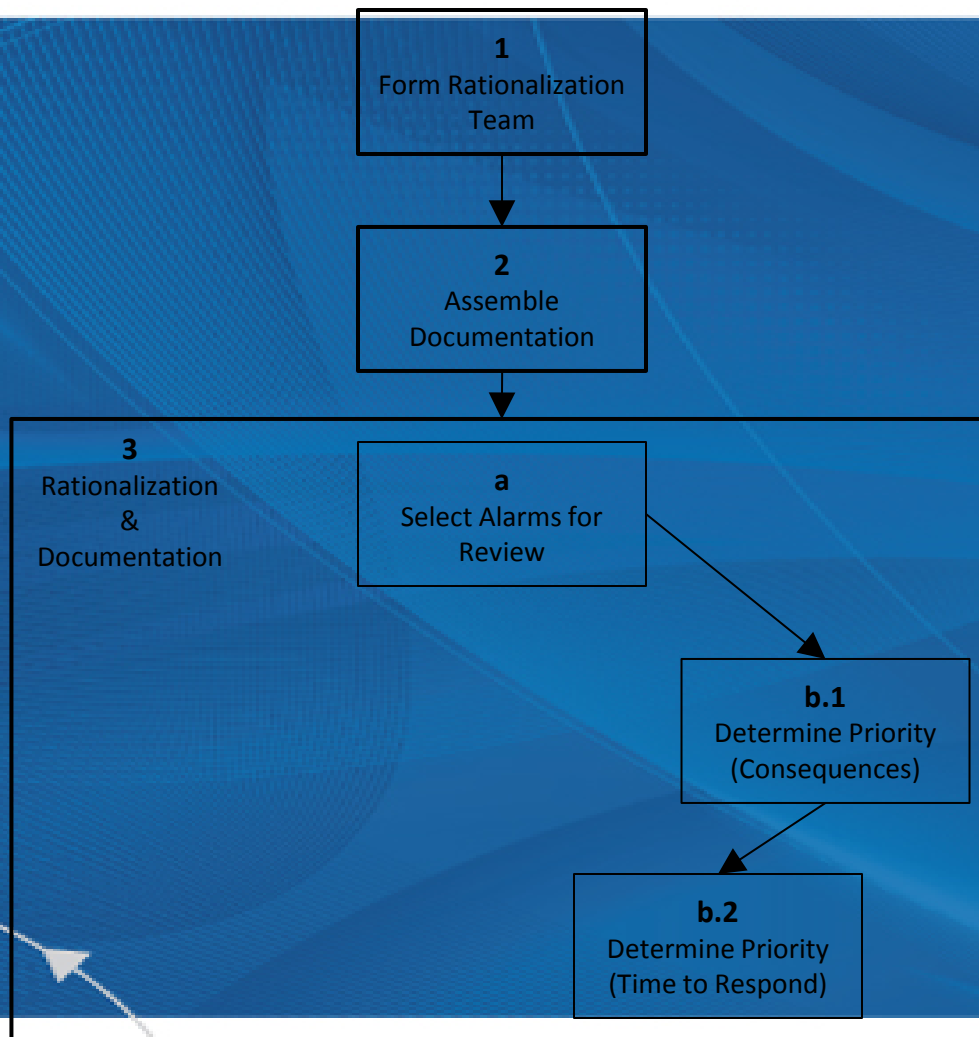 1
Form Rationalization
Team
2
Assemble
Documentation
3
Rationalization
&
Documentation
a
Select Alarms for
Review
b.1
Determine Priority
(Consequences)
b.2
Determine Priority
(Time to Respond)